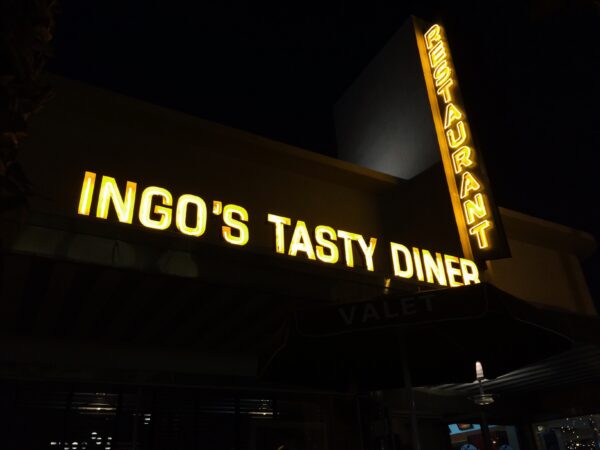 RESTAURANT
INGO'S TASTY DINER
VALET